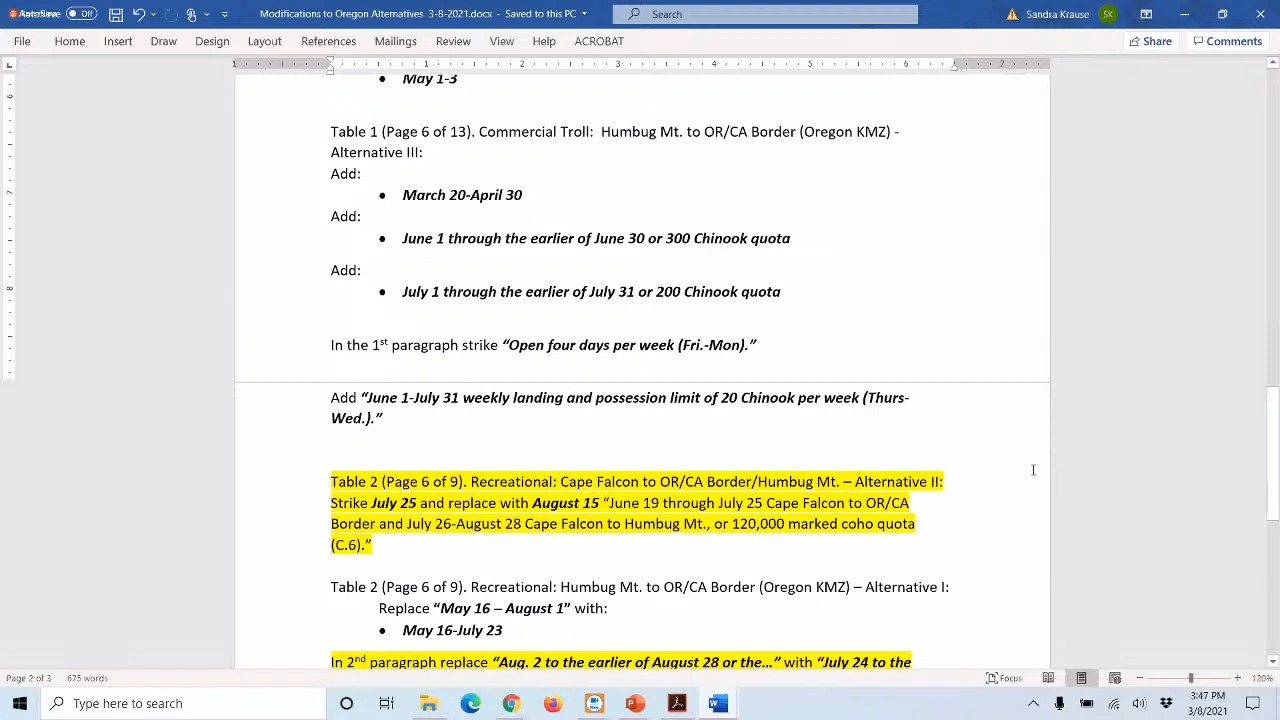 Modifications to Oregon Alternatives 3-8-2021.docx - Saved to this PC
Search
Sandra Krause
SK
File Home Insert Draw Design Layout References Mailings Review View Help ACROBAT
Share Comments
1 2 3 4 5 6 7
• May 1-3
Table 1 (Page 6 of 13). Commercial Troll: Humbug Mt. to OR/CA Border (Oregon KMZ) -
Alternative III:
Add:
• March 20-April 30
Add:
• June 1 through the earlier of June 30 or 300 Chinook quota
Add:
• July 1 through the earlier of July 31 or 200 Chinook quota
In the 1st paragraph strike “Open four days per week (Fri.-Mon).”
Add “June 1-July 31 weekly landing and possession limit of 20 Chinook per week (Thurs-
Wed.).”
Table 2 (Page 6 of 9). Recreational: Cape Falcon to OR/CA Border/Humbug Mt. – Alternative II:
Strike July 25 and replace with August 15 “June 19 through July 25 Cape Falcon to OR/CA
Border and July 26-August 28 Cape Falcon to Humbug Mt., or 120,000 marked coho quota
(C.6).”
Table 2 (Page 6 of 9). Recreational: Humbug Mt. to OR/CA Border (Oregon KMZ) – Alternative I:
Replace “May 16 – August 1” with:
• May 16-July 23
In 2nd paragraph replace “Aug. 2 to the earlier of August 28 or the…” with “July 24 to the
Page 2 of 3 675 words
Focus
120%
Type here to search
3:47 PM
3/8/2021